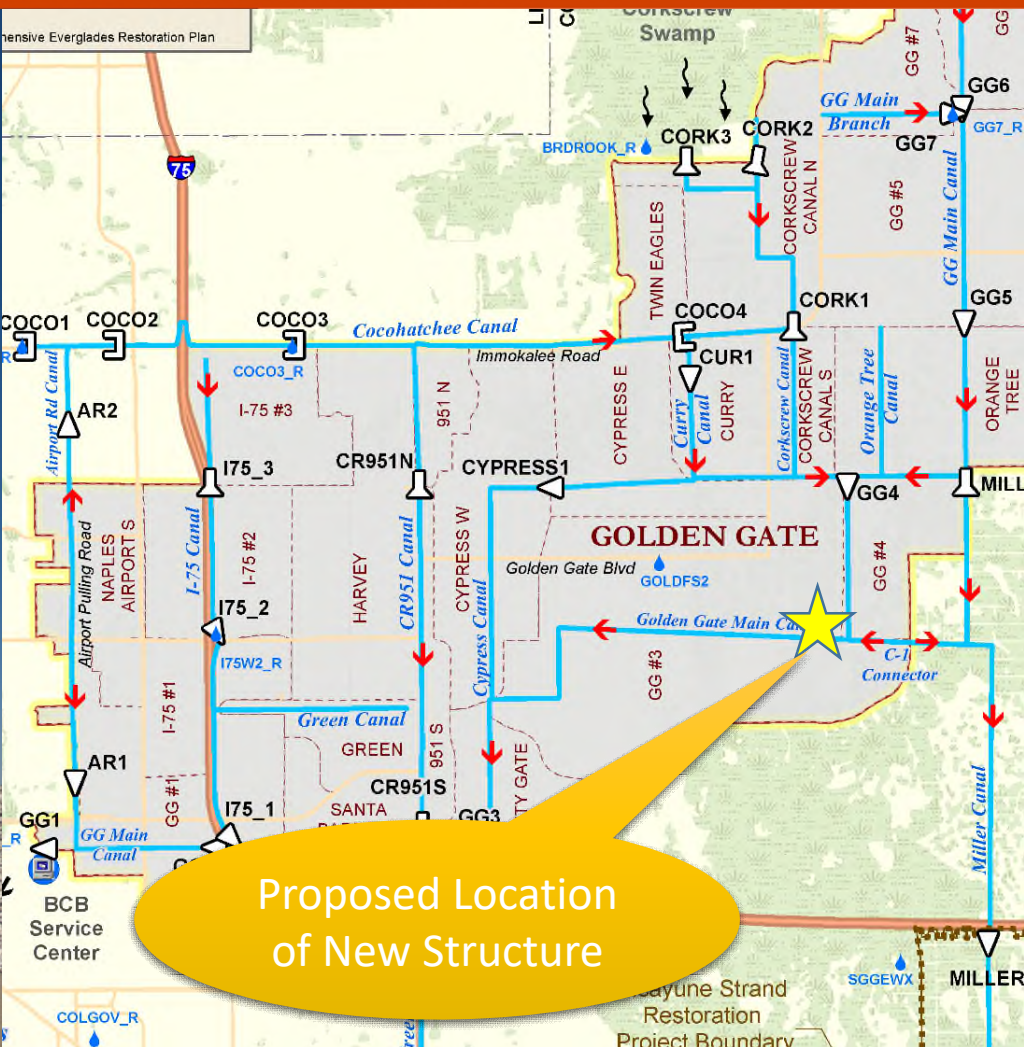 hensive Everglades Restoration Plan
Corkscrew
Swamp
GG #7
GG6
GG Main
Branch
GG7
GG7_R
CORK2
CORK3
BRDROOK_R
75
CORKSCREW
CANAL N
GG #5
GG Main Canal
TWIN EAGLES
COCO1
COCO2
COCO3
Cocohatchee Canal
COCO4
CORK1
GG5
COCO3_R
Immokalee Road
CUR1
Airport Rd Canal
AR2
I-75 #3
951 N
CYPRESS E
Curry
Canal
CURRY
Corkscrew Canal
CORKSCREW
CANAL S
Orange Tree
Canal
ORANGE
TREE
I75_3
CR951N
CYPRESS1
GG4
MILL
NAPLES
AIRPORT S
Airport Pulling Road
I-75 Canal
I-75 #2
HARVEY
CR951 Canal
CYPRESS W
Cypress Canal
GOLDEN GATE
Golden Gate Blvd
GOLDFS2
GG #4
I75_2
I75W2_R
Golden Gate Main Ca
GG #3
C-1
Connector
I-75 #1
Green Canal
GREEN
951 S
AR1
GG #1
I75_1
SANTA
CR951S
GG3
TY GATE
Miller Canal
GG1
_R
GG Main
Canal
BCB
Service
Center
Proposed Location
of New Structure
SGGEWX
MILLER
ayune Strand
Restoration
Project Boundary
COLGOV_R